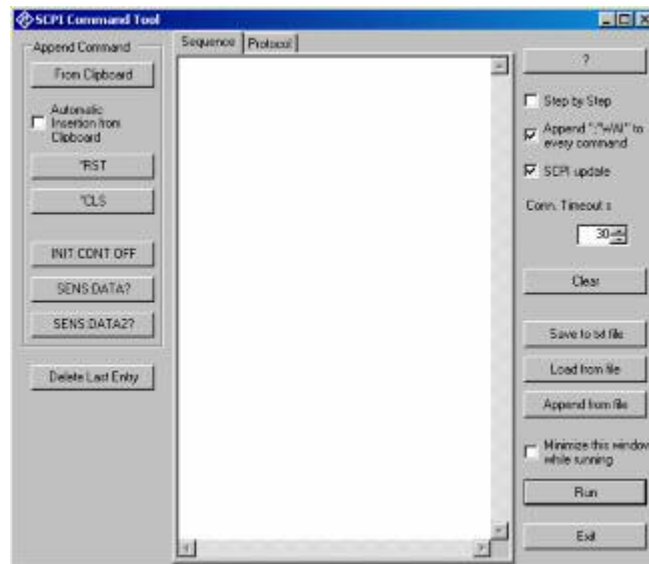 SCPI Command Tool
Append Command
From Clipboard
Automatic
Insertion from
Clipboard
*RST
*CLS
INIT:CONT OFF
SENS:DATA?
SENS:DATA2?
Delete Last Entry
Sequence
Protocol
?
Step by Step
Append ";*WAI" to
every command
SCPI update
Conn. Timeout s
30
Clear
Save to txt file
Load from file
Append from file
Minimize this window
while running
Run
Exit